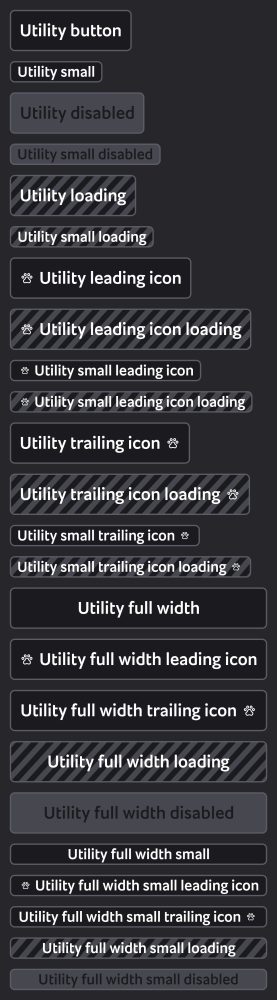 Utility button
Utility small
Utility disabled
Utility small disabled
Utility loading
Utility small loading
Utility leading icon
Utility leading icon loading
Utility small leading icon
Utility small leading icon loading
Utility trailing icon
Utility trailing icon loading
Utility small trailing icon
Utility small trailing icon loading
Utility full width
Utility full width leading icon
Utility full width trailing icon
Utility full width loading
Utility full width disabled
Utility full width small
Utility full width small leading icon
Utility full width small trailing icon
Utility full width small loading
Utility full width small disabled